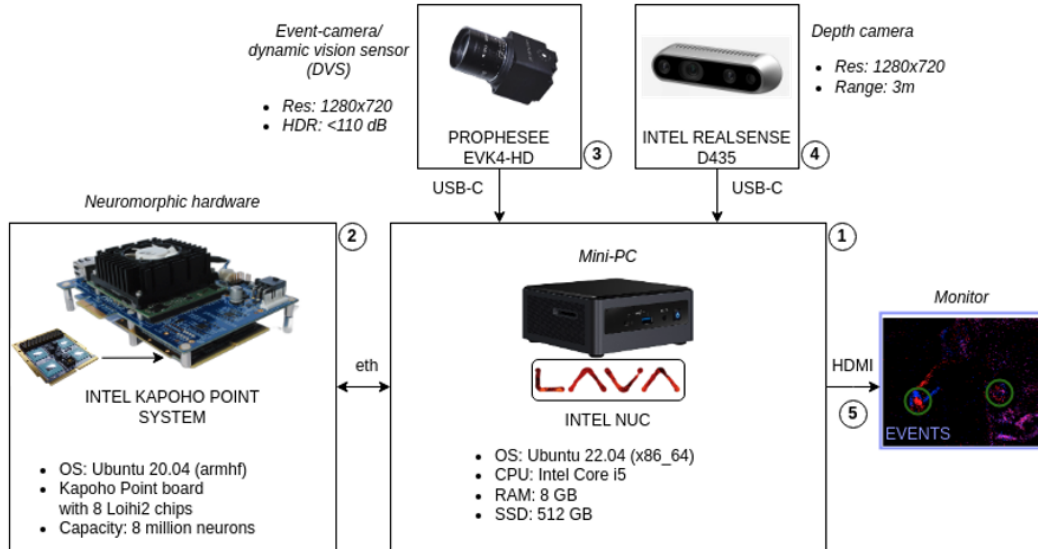 Event-camera/
dynamic vision sensor
(DVS)
• Res: 1280x720
• HDR: <110 dB
PROPHESEE
EVK4-HD
3
USB-C
INTEL REALSENSE
D435
4
USB-C
Depth camera
• Res: 1280x720
• Range: 3m
Neuromorphic hardware
2
INTEL KAPOHO POINT
SYSTEM
• OS: Ubuntu 20.04 (armhf)
• Kapoho Point board
with 8 Loihi2 chips
• Capacity: 8 million neurons
eth
1
Mini-PC
LAVA
INTEL NUC
• OS: Ubuntu 22.04 (x86_64)
• CPU: Intel Core i5
• RAM: 8 GB
• SSD: 512 GB
HDMI
5
Monitor
EVENTS